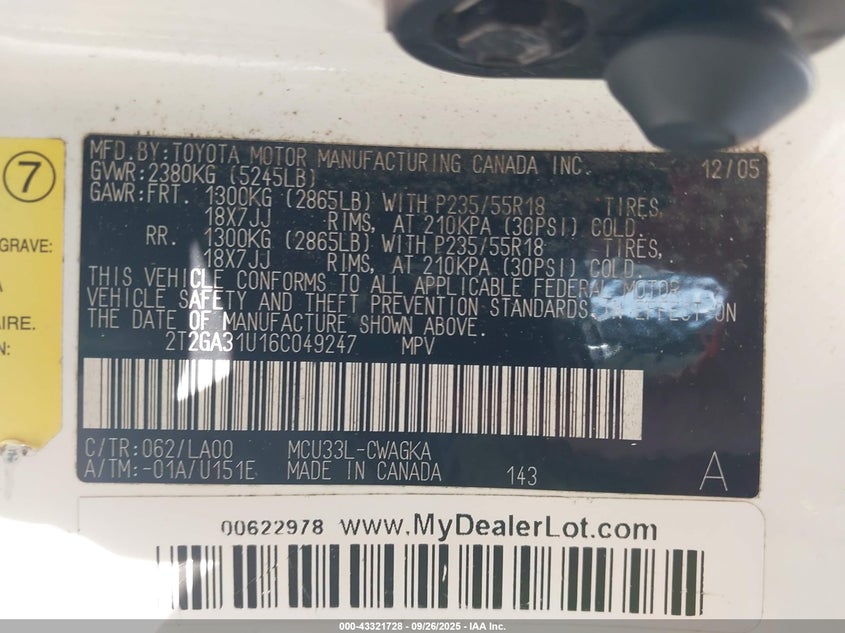 7
GRAVE:
A
AIRE.
MFD.BY:TOYOTA MOTOR MANUFACTURING CANADA INC. 12/05
GVWR:2380KG (5245LB)
GAWR:FRT. 1300KG (2865LB) WITH P235/55R18 TIRES,
18X7JJ RIMS, AT 210KPA (30PSI) COLD.
RR. 1300KG (2865LB) WITH P235/55R18 TIRES,
18X7JJ RIMS, AT 210KPA (30PSI) COLD.
THIS VEHICLE CONFORMS TO ALL APPLICABLE FEDERAL MOTOR
VEHICLE SAFETY AND THEFT PREVENTION STANDARDS IN EFFECT ON
THE DATE OF MANUFACTURE SHOWN ABOVE.
2T2GA31U16C049247 MPV
C/TR:062/LA00 MCU33L-CWAGKA
A/TM:-01A/U151E MADE IN CANADA 143 A
00622978 www.MyDealerLot.com
000-43321728 - 09/26/2025 - IAA Inc.